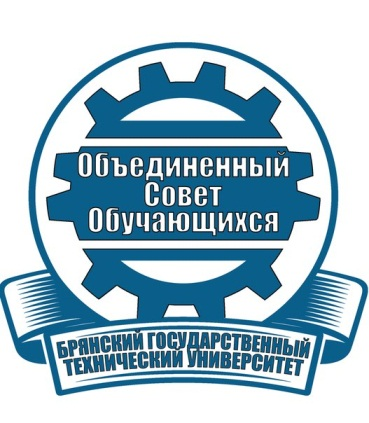 Объединенный
Совет
Обучающихся
БРЯНСКИЙ ГОСУДАРСТВЕННЫЙ
ТЕХНИЧЕСКИЙ УНИВЕРСИТЕТ